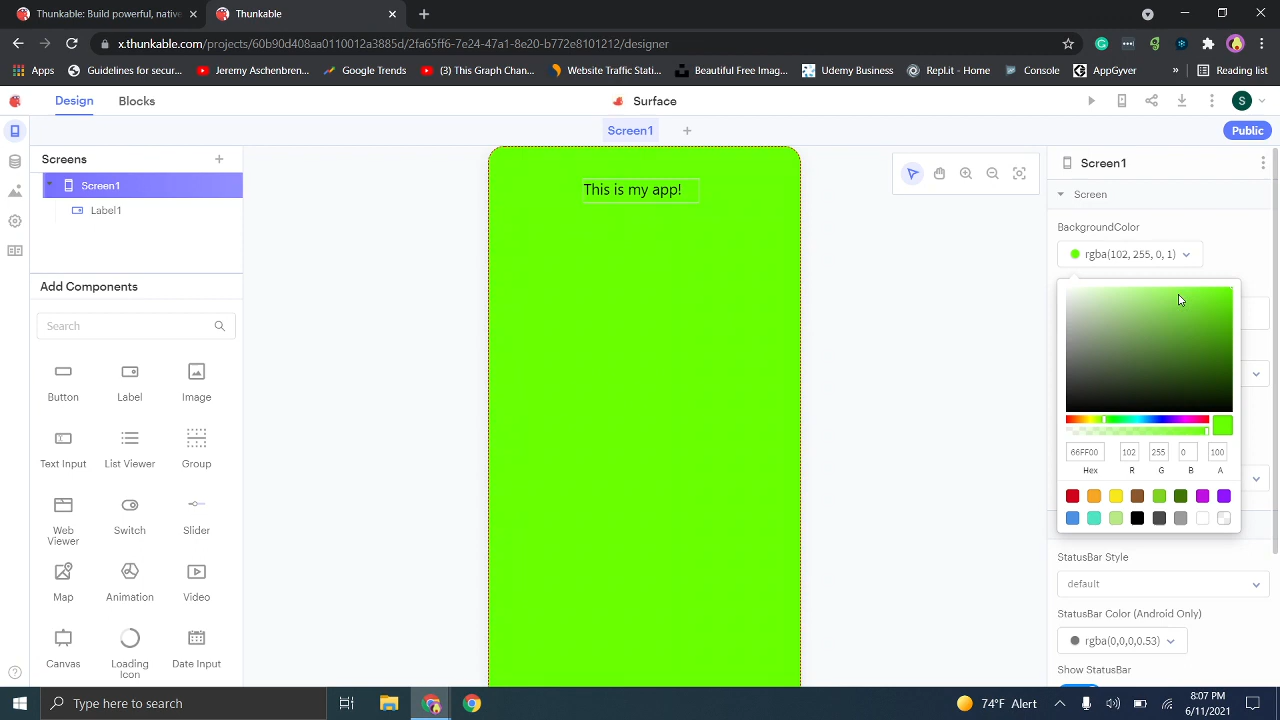 Thunkable: Build powerful, native
Thunkable
x.thunkable.com/projects/60b90d408aa0110012a3885d/2fa65ff6-7e24-47a1-8e20-b772e8101212/designer
Apps
Guidelines for secur...
Jeremy Aschenbren...
Google Trends
(3) This Graph Chan...
Website Traffic Stati...
Beautiful Free Imag...
Udemy Business
Repl.it - Home
Console
AppGyver
»
Reading list
Design
Blocks
Surface
S
Screen1
Public
Screens
Screen1
Label1
Add Components
Search
Button
Label
Image
Text Input
List Viewer
Group
Web Viewer
Switch
Slider
Map
Animation
Video
Canvas
Loading Icon
Date Input
This is my app!
Screen1
Screen
BackgroundColor
rgba(102, 255, 0, 1)
66FF00
102
255
0
100
Hex
R
G
B
A
StatusBar Style
default
StatusBar Color (Android Only)
rgba(0,0,0,0.53)
Show StatusBar
Type here to search
74°F Alert
8:07 PM
6/11/2021